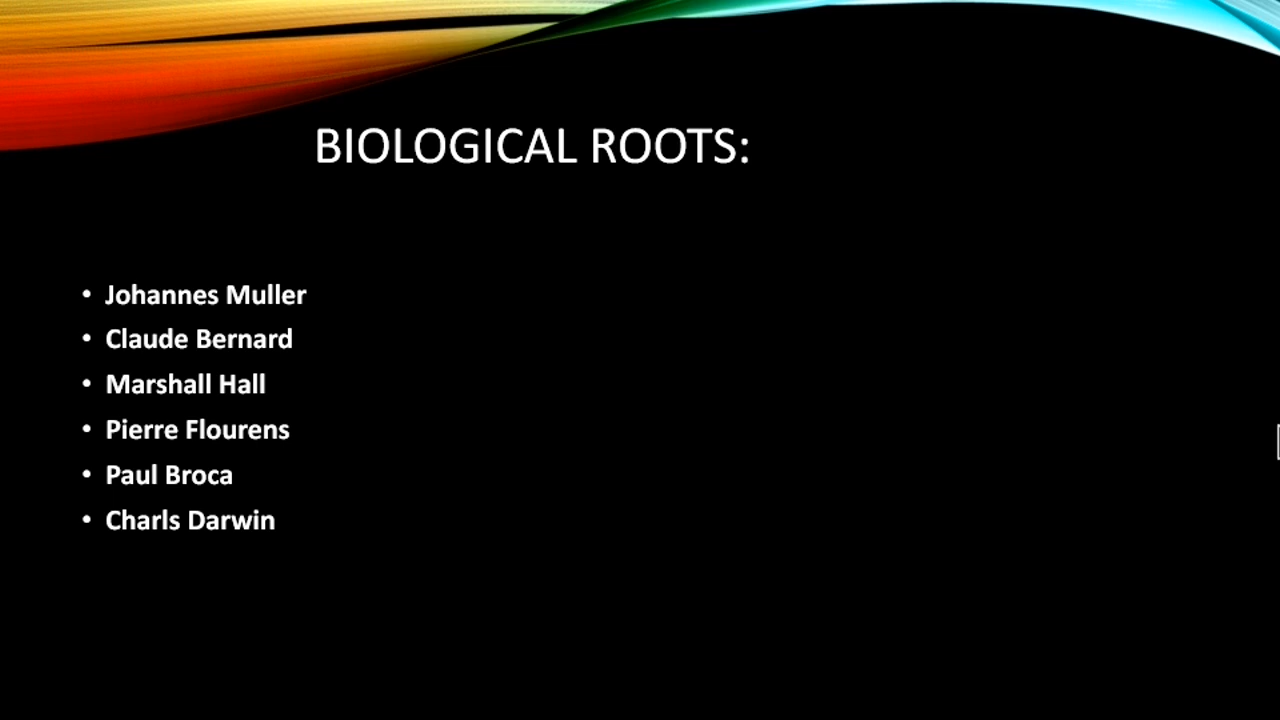 BIOLOGICAL ROOTS:
• Johannes Muller
• Claude Bernard
• Marshall Hall
• Pierre Flourens
• Paul Broca
• Charls Darwin